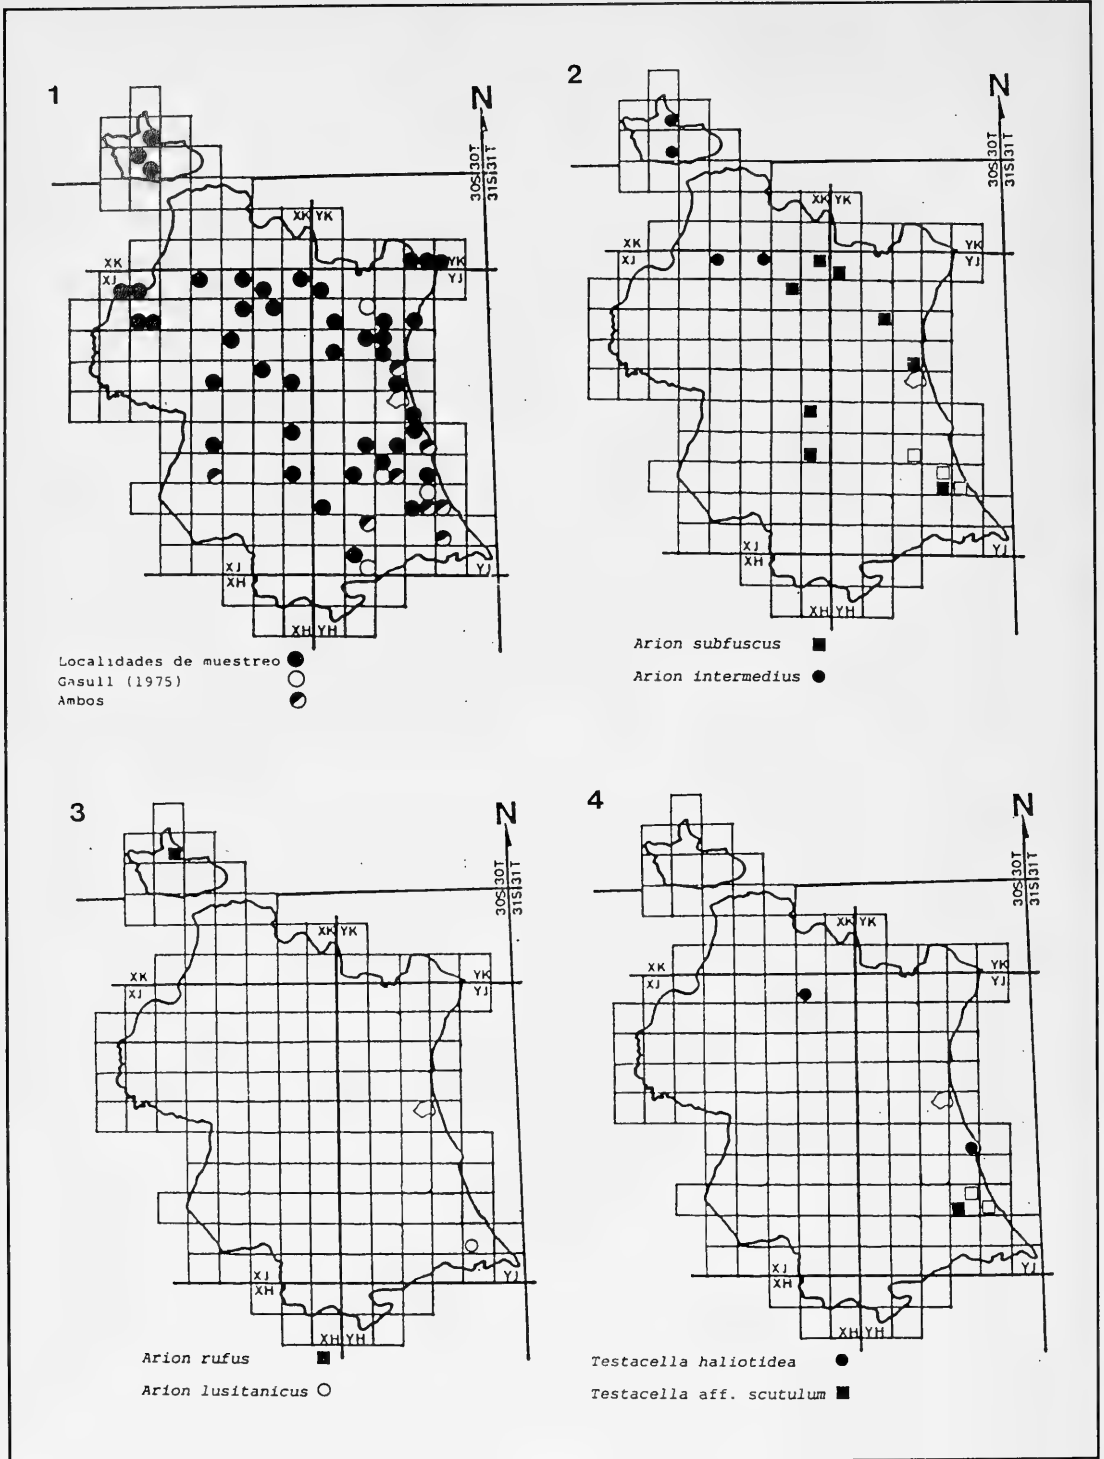 1
N
30S 30T
31S 31T
XK YK
XK
XJ
YK
YJ
XJ
XH
YJ
XH YH
Localidades de muestreo
Gasull (1975)
Ambos
2
N
30S 30T
31S 31T
XK YK
XK
XJ
YK
YJ
XJ
XH
YJ
XH YH
Arion subfuscus
Arion intermedius
3
N
30S 30T
31S 31T
XK YK
XK
XJ
YK
YJ
XJ
XH
YJ
XH YH
Arion rufus
Arion lusitanicus
4
N
30S 30T
31S 31T
XK YK
XK
XJ
YK
YJ
XJ
XH
YJ
XH YH
Testacella haliotidea
Testacella aff. scutulum